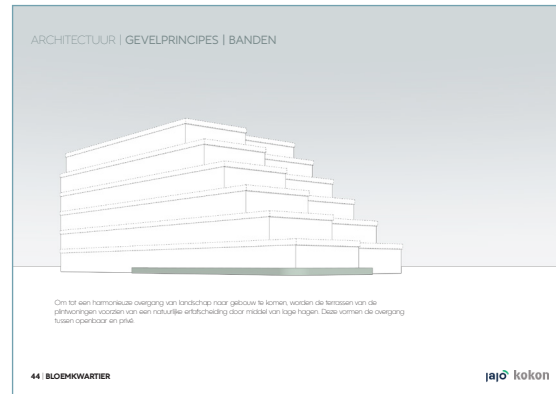 ARCHITECTUUR | GEVELPRINCIPES | BANDEN
Om tot een harmonieuze overgang van landschap naar gebouw te komen, worden de terrassen van de
plintwoningen voorzien van een natuurlijke erfafscheiding door middel van lage hagen. Deze vormen de overgang
tussen openbaar en privé.
44 | BLOEMKWARTIER
jajo kokon